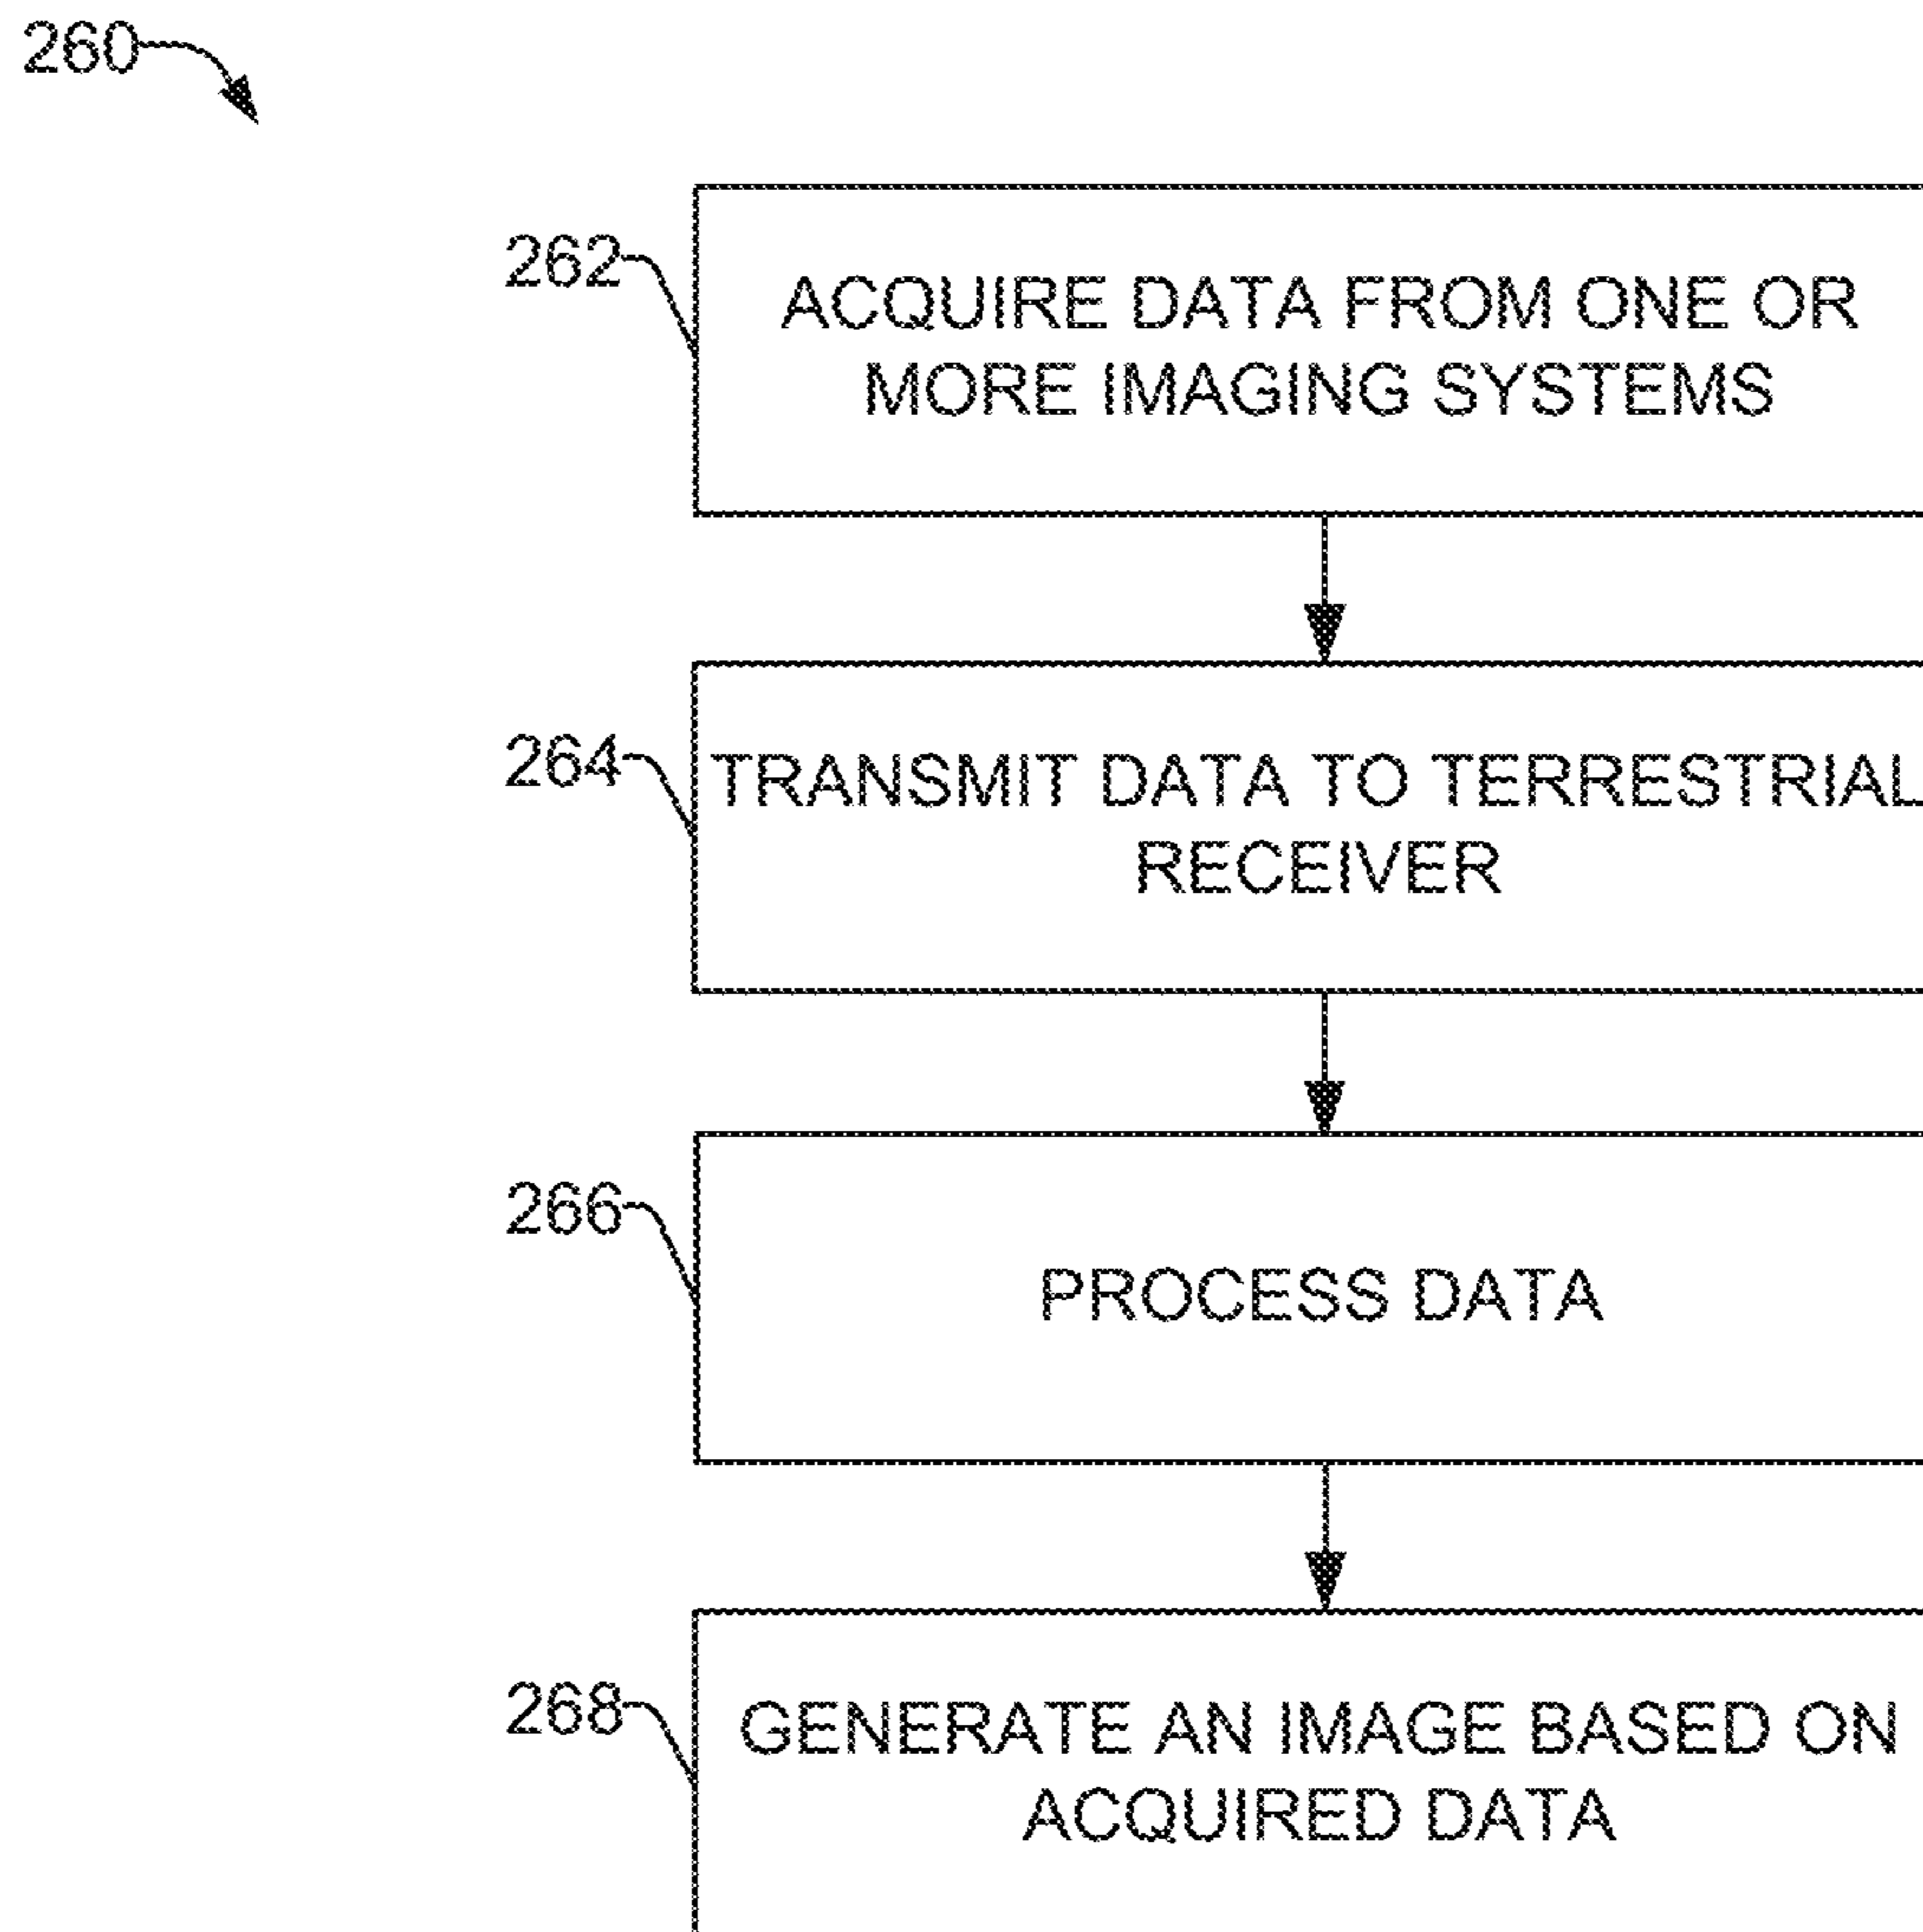 260
262
ACQUIRE DATA FROM ONE OR
MORE IMAGING SYSTEMS
264
TRANSMIT DATA TO TERRESTRIAL
RECEIVER
266
PROCESS DATA
268
GENERATE AN IMAGE BASED ON
ACQUIRED DATA